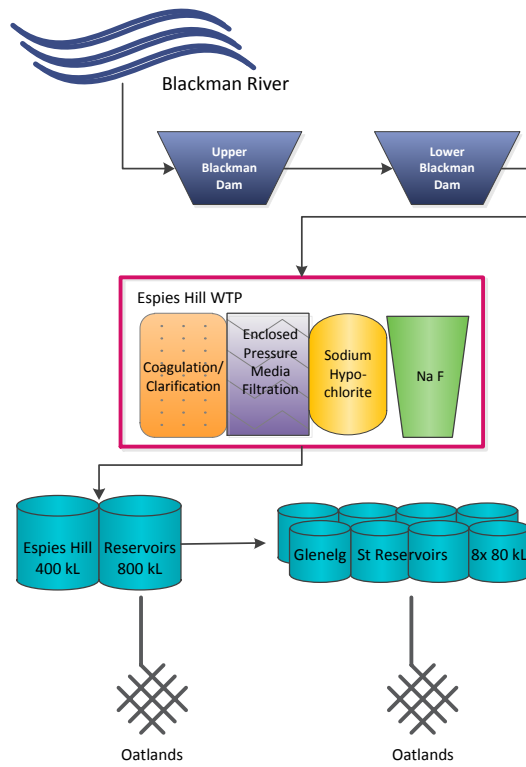 Blackman River
Upper
Blackman
Dam
Lower
Blackman
Dam
Espies Hill WTP
Coagulation/
Clarification
Enclosed
Pressure
Media
Filtration
Sodium
Hypo-
chlorite
Na F
Espies Hill
400 kL
Reservoirs
800 kL
Glenelg St Reservoirs 8x 80 kL
Oatlands
Oatlands